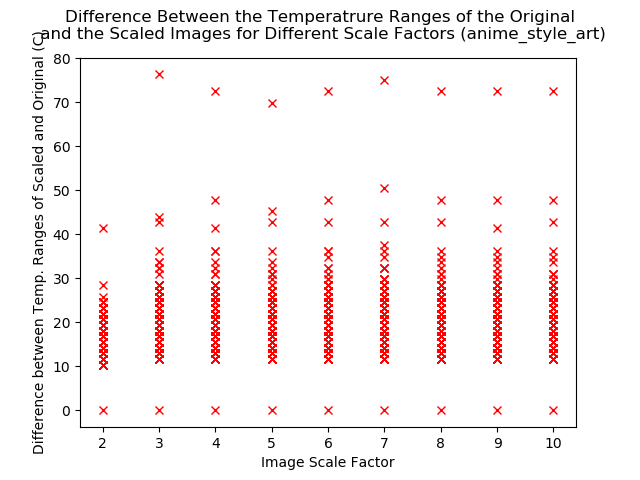 Difference Between the Temperatrure Ranges of the Original
and the Scaled Images for Different Scale Factors (anime_style_art)
Difference between Temp. Ranges of Scaled and Original (C)
80
70
60
50
40
30
20
10
0
2 3 4 5 6 7 8 9 10
Image Scale Factor